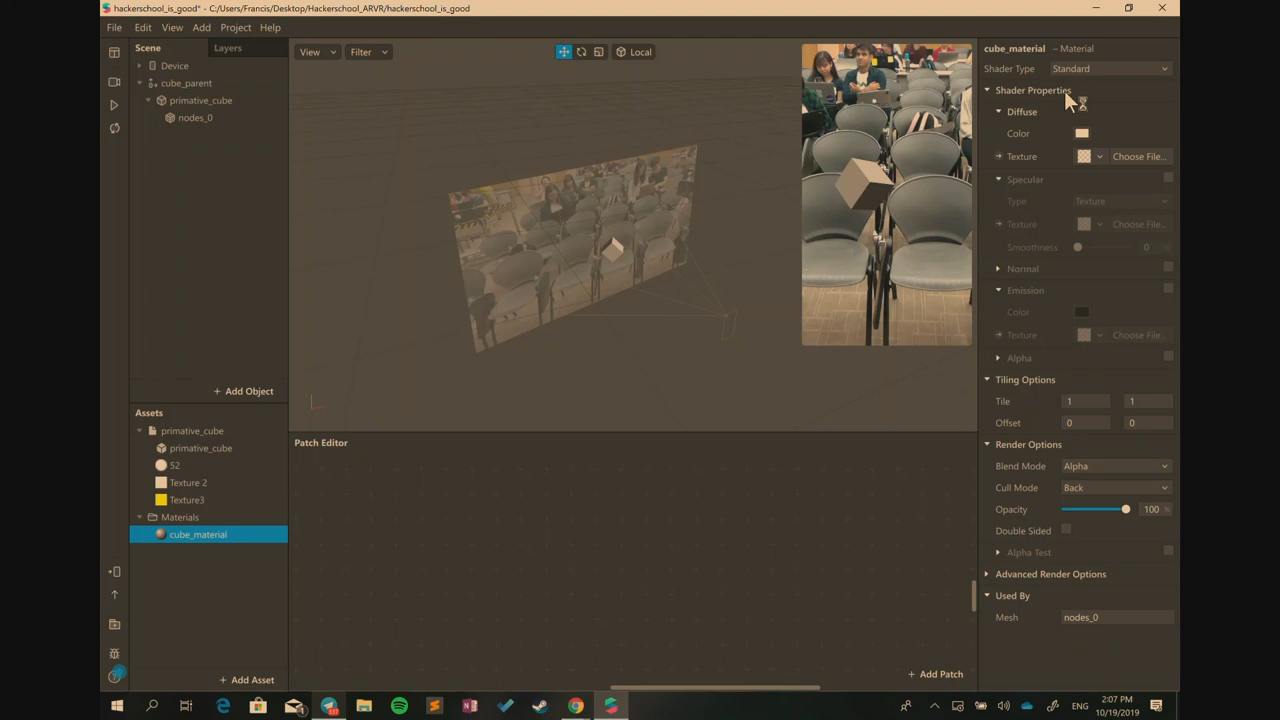 hackerschool_is_good* - C:/Users/Francis/Desktop/Hackerschool_ARVR/hackerschool_is_good
File Edit View Add Project Help
Scene Layers
Device
cube_parent
primative_cube
nodes_0
+ Add Object
Assets
primative_cube
primative_cube
52
Texture 2
Texture3
Materials
cube_material
+ Add Asset
View Filter Local
Patch Editor
+ Add Patch
cube_material – Material
Shader Type Standard
Shader Properties
Diffuse
Color
Texture Choose File...
Specular
Type Texture
Texture Choose File...
Smoothness 0 %
Normal
Emission
Color
Texture Choose File...
Alpha
Tiling Options
Tile 1 1
Offset 0 0
Render Options
Blend Mode Alpha
Cull Mode Back
Opacity 100 %
Double Sided
Alpha Test
Advanced Render Options
Used By
Mesh nodes_0
ENG
2:07 PM
10/19/2019